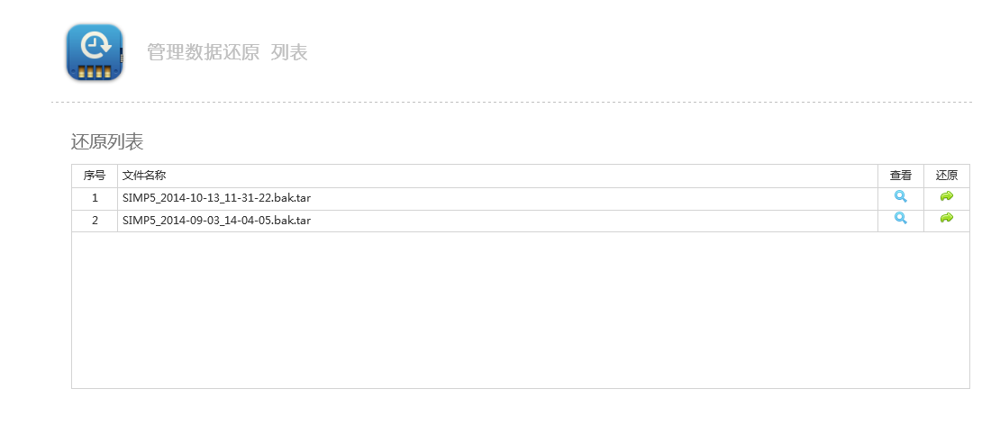 管理数据还原 列表
还原列表
序号 文件名称 查看 还原
1 SIMP5_2014-10-13_11-31-22.bak.tar
2 SIMP5_2014-09-03_14-04-05.bak.tar